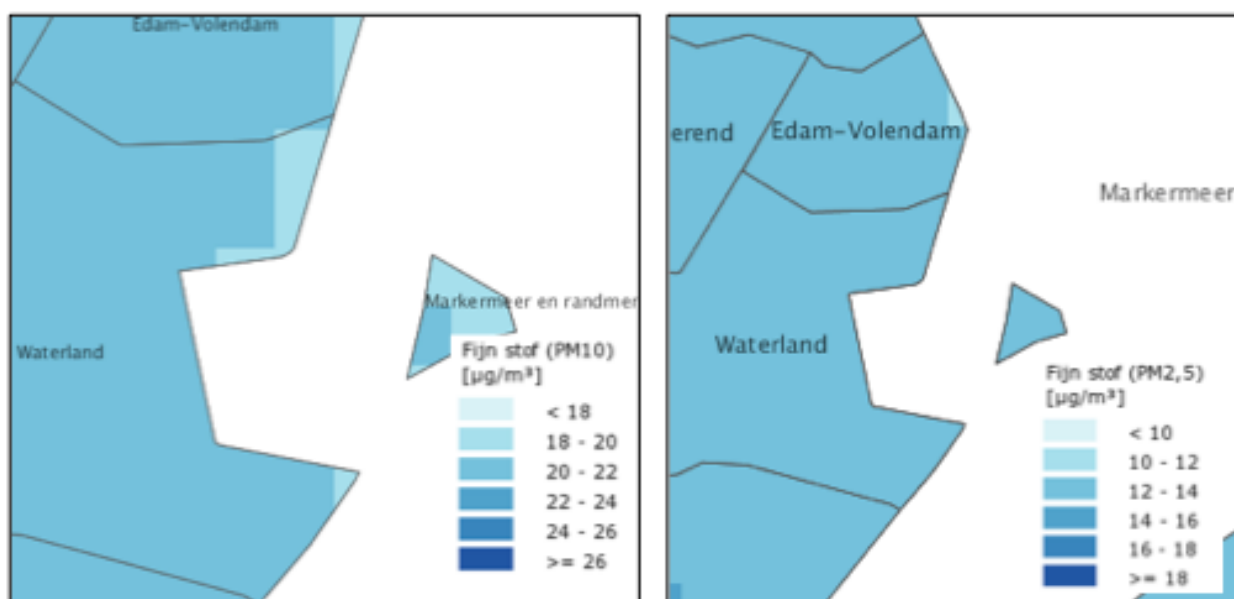 Edam-Volendam
Markermeer en randmer
Waterland
Fijn stof (PM10)
[µg/m³]
< 18
18 - 20
20 - 22
22 - 24
24 - 26
>= 26
erend
Edam-Volendam
Markermeer
Waterland
Fijn stof (PM2,5)
[µg/m³]
< 10
10 - 12
12 - 14
14 - 16
16 - 18
>= 18